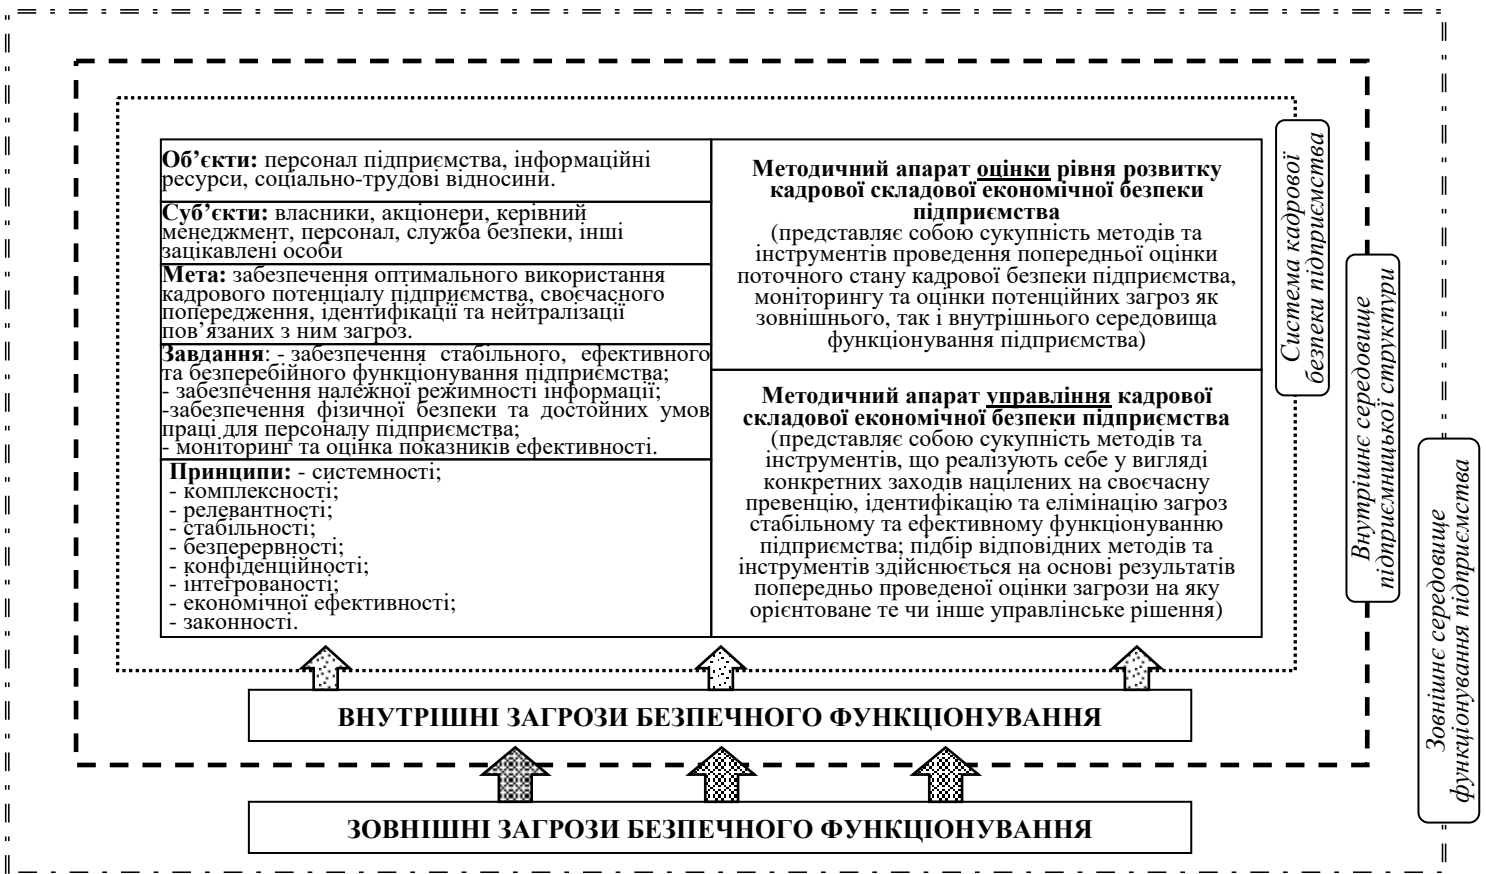 Об’єкти: персонал підприємства, інформаційні
ресурси, соціально-трудові відносини.
Суб’єкти: власники, акціонери, керівний
менеджмент, персонал, служба безпеки, інші
зацікавлені особи
Мета: забезпечення оптимального використання
кадрового потенціалу підприємства, своєчасного
попередження, ідентифікації та нейтралізації
пов’язаних з ним загроз.
Завдання: - забезпечення стабільного, ефективного
та безперебійного функціонування підприємства;
- забезпечення належної режимності інформації;
-забезпечення фізичної безпеки та достойних умов
праці для персоналу підприємства;
- моніторинг та оцінка показників ефективності.
Принципи: - системності;
- комплексності;
- релевантності;
- стабільності;
- безперервності;
- конфіденційності;
- інтегрованості;
- економічної ефективності;
- законності.
Методичний апарат оцінки рівня розвитку
кадрової складової економічної безпеки
підприємства
(представляє собою сукупність методів та
інструментів проведення попередньої оцінки
поточного стану кадрової безпеки підприємства,
моніторингу та оцінки потенційних загроз як
зовнішнього, так і внутрішнього середовища
функціонування підприємства)
Методичний апарат управління кадрової
складової економічної безпеки підприємства
(представляє собою сукупність методів та
інструментів, що реалізують себе у вигляді
конкретних заходів націлених на своєчасну
превенцію, ідентифікацію та елімінацію загроз
стабільному та ефективному функціонуванню
підприємства; підбір відповідних методів та
інструментів здійснюється на основі результатів
попередньо проведеної оцінки загрози на яку
орієнтоване те чи інше управлінське рішення)
Система кадрової
безпеки підприємства
Внутрішнє середовище
підприємницької структури
Зовнішнє середовище
функціонування підприємства
ВНУТРІШНІ ЗАГРОЗИ БЕЗПЕЧНОГО ФУНКЦІОНУВАННЯ
ЗОВНІШНІ ЗАГРОЗИ БЕЗПЕЧНОГО ФУНКЦІОНУВАННЯ